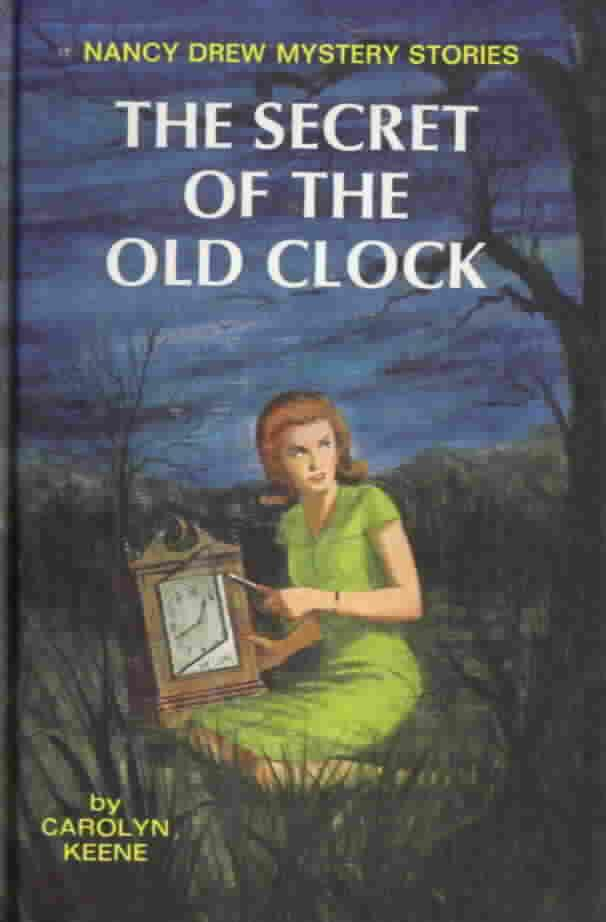 NANCY DREW MYSTERY STORIES
THE SECRET
OF THE
OLD CLOCK
by
CAROLYN
KEENE